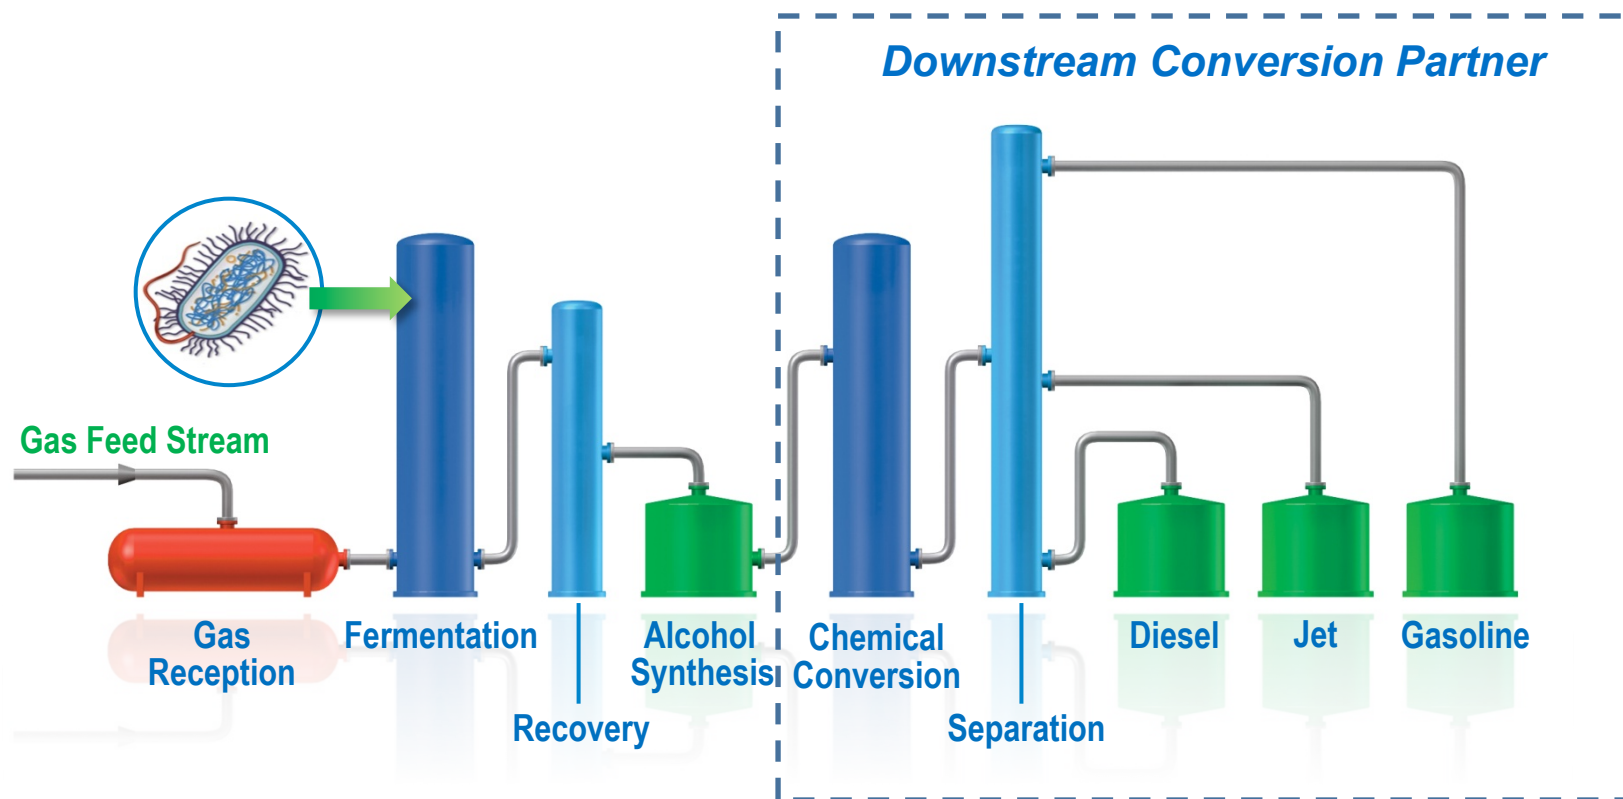 Downstream Conversion Partner
Gas Feed Stream
Gas
Reception
Fermentation
Recovery
Alcohol
Synthesis
Chemical
Conversion
Separation
Diesel
Jet
Gasoline